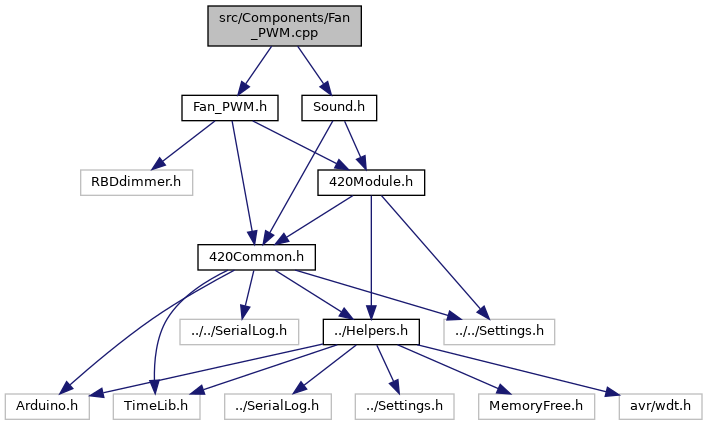 src/Components/Fan
_PWM.cpp
Fan_PWM.h
Sound.h
RBDdimmer.h
420Module.h
420Common.h
../../SerialLog.h
../Helpers.h
../../Settings.h
Arduino.h
TimeLib.h
../SerialLog.h
../Settings.h
MemoryFree.h
avr/wdt.h